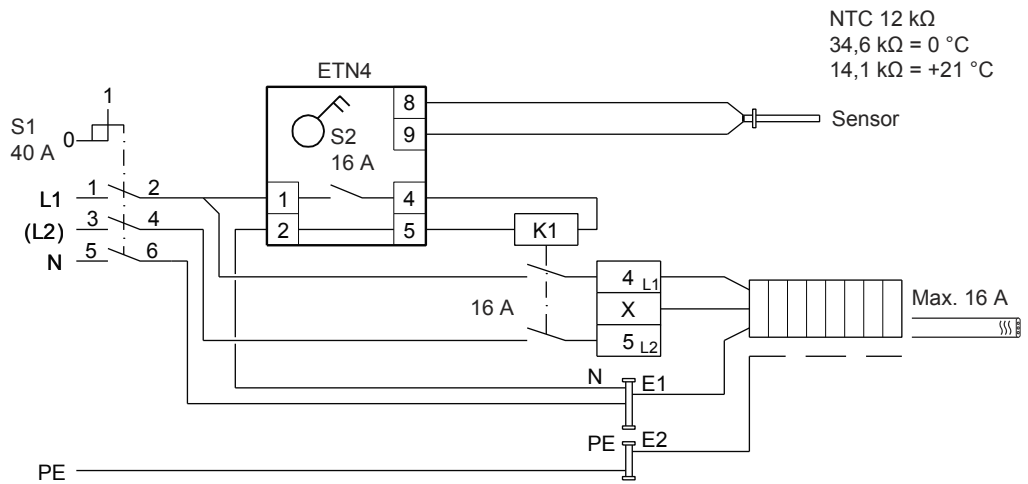 NTC 12 kΩ
34,6 kΩ = 0 °C
14,1 kΩ = +21 °C
ETN4
1
8
S1
0
S2
9
Sensor
40 A
16 A
L1
1
2
1
4
(L2)
3
4
2
5
K1
N
5
6
4 L1
Max. 16 A
16 A
X
5 L2
N
E1
PE
E2
PE